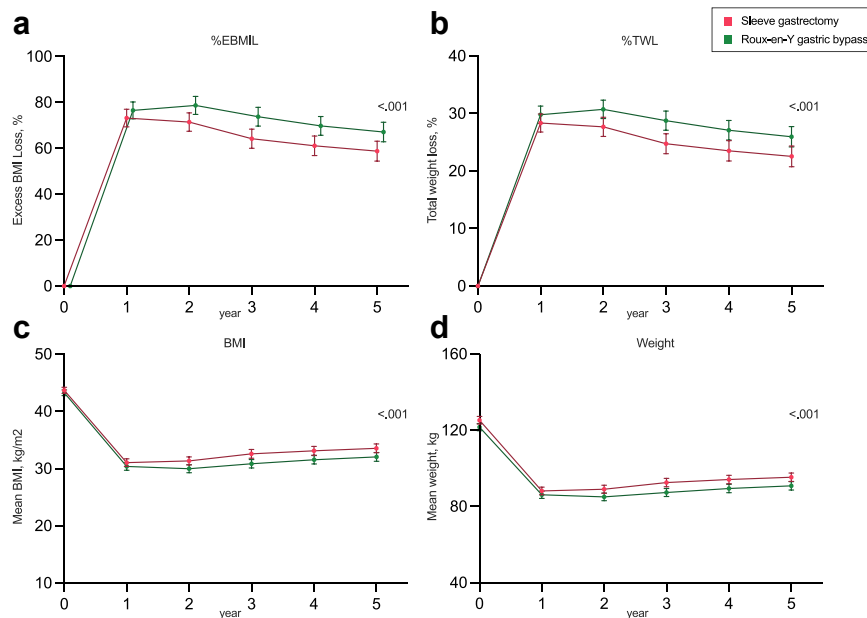 a
%EBMIL
Excess BMI Loss, %
100
80
60
40
20
0
<.001
0 1 2 3 4 5
year
b
%TWL
Sleeve gastrectomy
Roux-en-Y gastric bypass
Total weight loss, %
40
30
20
10
0
<.001
0 1 2 3 4 5
year
c
BMI
Mean BMI, kg/m2
50
40
30
20
10
<.001
0 1 2 3 4 5
year
d
Weight
Mean weight, kg
160
120
80
40
<.001
0 1 2 3 4 5
year